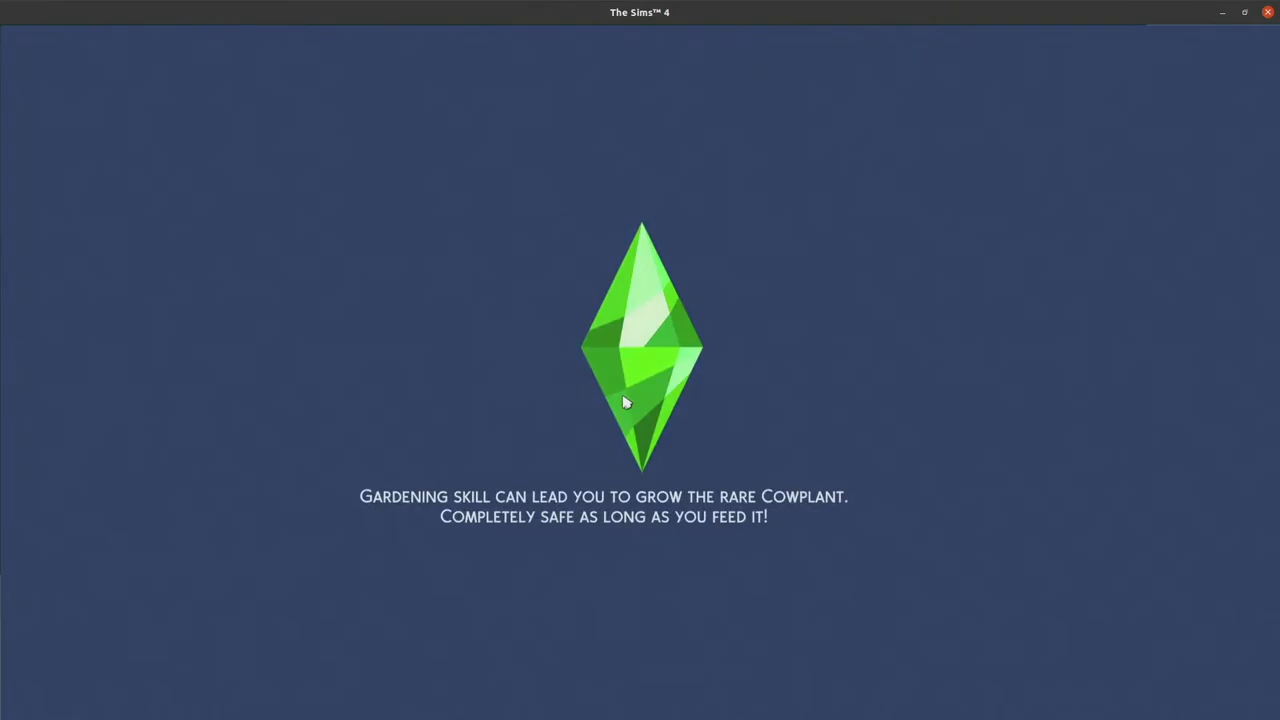 The Sims™ 4
GARDENING SKILL CAN LEAD YOU TO GROW THE RARE COWPLANT.
COMPLETELY SAFE AS LONG AS YOU FEED IT!